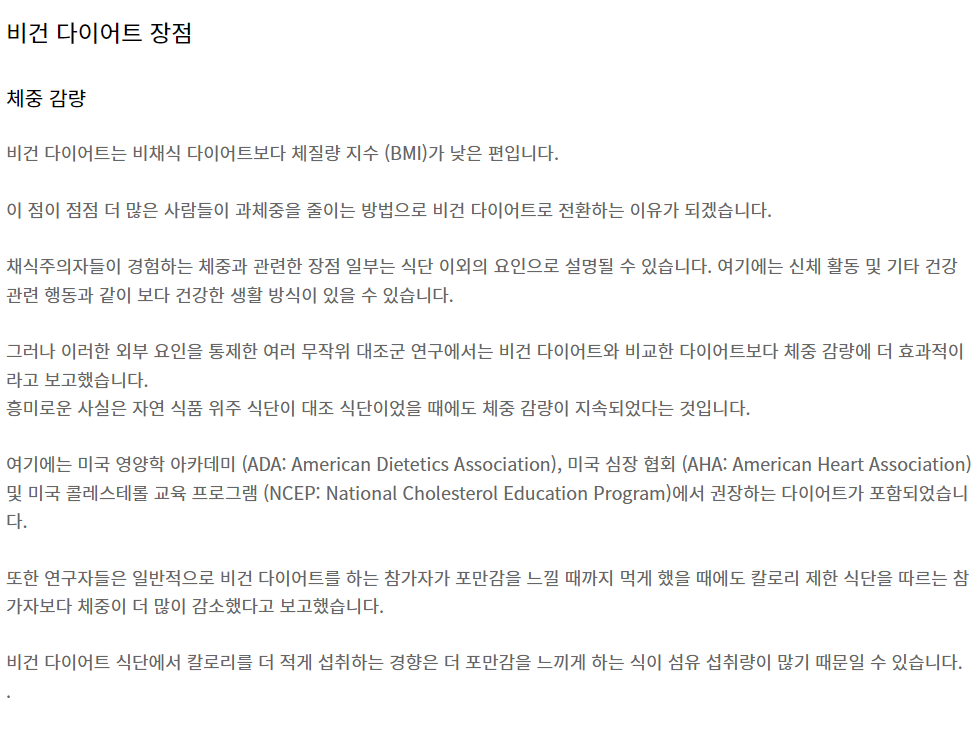 비건 다이어트 장점
체중 감량
비건 다이어트는 비채식 다이어트보다 체질량 지수 (BMI)가 낮은 편입니다.
이 점이 점점 더 많은 사람들이 과체중을 줄이는 방법으로 비건 다이어트로 전환하는 이유가 되겠습니다.
채식주의자들이 경험하는 체중과 관련한 장점 일부는 식단 이외의 요인으로 설명될 수 있습니다. 여기에는 신체 활동 및 기타 건강
관련 행동과 같이 보다 건강한 생활 방식이 있을 수 있습니다.
그러나 이러한 외부 요인을 통제한 여러 무작위 대조군 연구에서는 비건 다이어트와 비교한 다이어트보다 체중 감량에 더 효과적이
라고 보고했습니다.
흥미로운 사실은 자연 식품 위주 식단이 대조 식단이었을 때에도 체중 감량이 지속되었다는 것입니다.
여기에는 미국 영양학 아카데미 (ADA: American Dietetics Association), 미국 심장 협회 (AHA: American Heart Association)
및 미국 콜레스테롤 교육 프로그램 (NCEP: National Cholesterol Education Program)에서 권장하는 다이어트가 포함되었습니
다.
또한 연구자들은 일반적으로 비건 다이어트를 하는 참가자가 포만감을 느낄 때까지 먹게 했을 때에도 칼로리 제한 식단을 따르는 참
가자보다 체중이 더 많이 감소했다고 보고했습니다.
비건 다이어트 식단에서 칼로리를 더 적게 섭취하는 경향은 더 포만감을 느끼게 하는 식이 섬유 섭취량이 많기 때문일 수 있습니다.
.